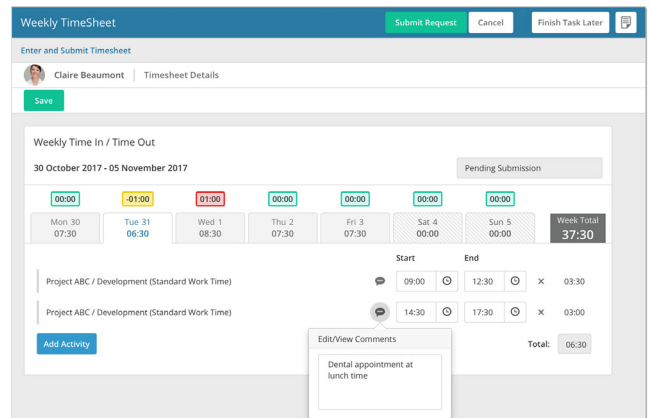 Weekly TimeSheet
Submit Request
Cancel
Finish Task Later
Enter and Submit Timesheet
Claire Beaumont
Timesheet Details
Save
Weekly Time In / Time Out
30 October 2017 - 05 November 2017
Pending Submission
00:00 -01:00 01:00 00:00 00:00 00:00 00:00
Mon 30 Tue 31 Wed 1 Thu 2 Fri 3 Sat 4 Sun 5 Week Total
07:30 06:30 08:30 07:30 07:30 00:00 00:00 37:30
Start End
Project ABC / Development (Standard Work Time) 09:00 12:30 × 03:30
Project ABC / Development (Standard Work Time) 14:30 17:30 × 03:00
Add Activity
Total: 06:30
Edit/View Comments
Dental appointment at
lunch time